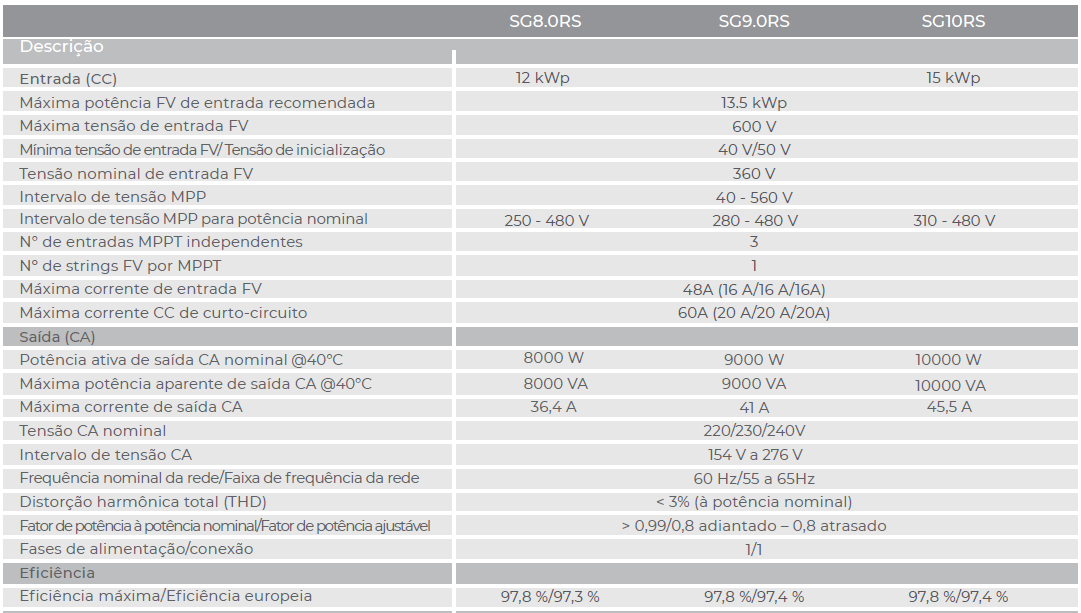 SG8.0RS SG9.0RS SG10RS
Descrição
Entrada (CC) 12 kWp 15 kWp
Máxima potência FV de entrada recomendada 13.5 kWp
Máxima tensão de entrada FV 600 V
Mínima tensão de entrada FV/ Tensão de inicialização 40 V/50 V
Tensão nominal de entrada FV 360 V
Intervalo de tensão MPP 40 - 560 V
Intervalo de tensão MPP para potência nominal 250 - 480 V 280 - 480 V 310 - 480 V
N° de entradas MPPT independentes 3
N° de strings FV por MPPT 1
Máxima corrente de entrada FV 48A (16 A/16 A/16A)
Máxima corrente CC de curto-circuito 60A (20 A/20 A/20A)
Saída (CA)
Potência ativa de saída CA nominal @40°C 8000 W 9000 W 10000 W
Máxima potência aparente de saída CA @40°C 8000 VA 9000 VA 10000 VA
Máxima corrente de saída CA 36,4 A 41 A 45,5 A
Tensão CA nominal 220/230/240V
Intervalo de tensão CA 154 V a 276 V
Frequência nominal da rede/Faixa de frequência da rede 60 Hz/55 a 65Hz
Distorção harmônica total (THD) < 3% (à potência nominal)
Fator de potência à potência nominal/Fator de potência ajustável > 0,99/0,8 adiantado – 0,8 atrasado
Fases de alimentação/conexão 1/1
Eficiência
Eficiência máxima/Eficiência europeia 97,8 %/97,3 % 97,8 %/97,4 % 97,8 %/97,4 %